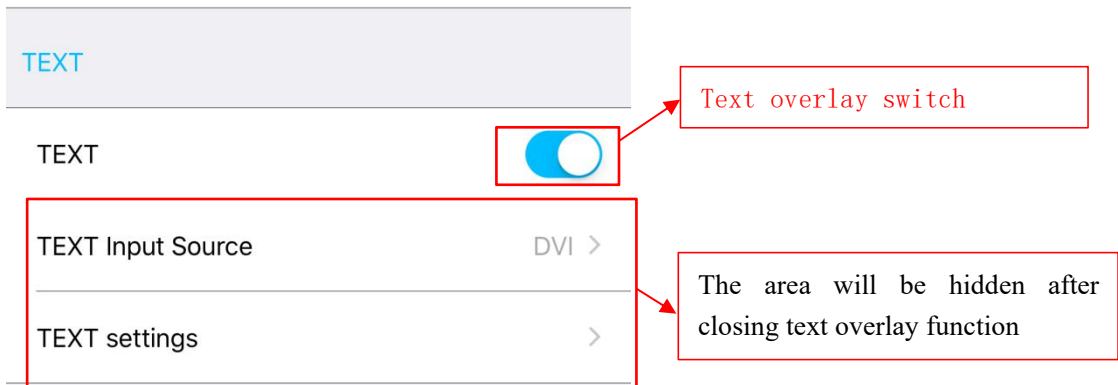 TEXT
Text overlay switch
TEXT
TEXT Input Source
DVI >
The area will be hidden after
closing text overlay function
TEXT settings
>